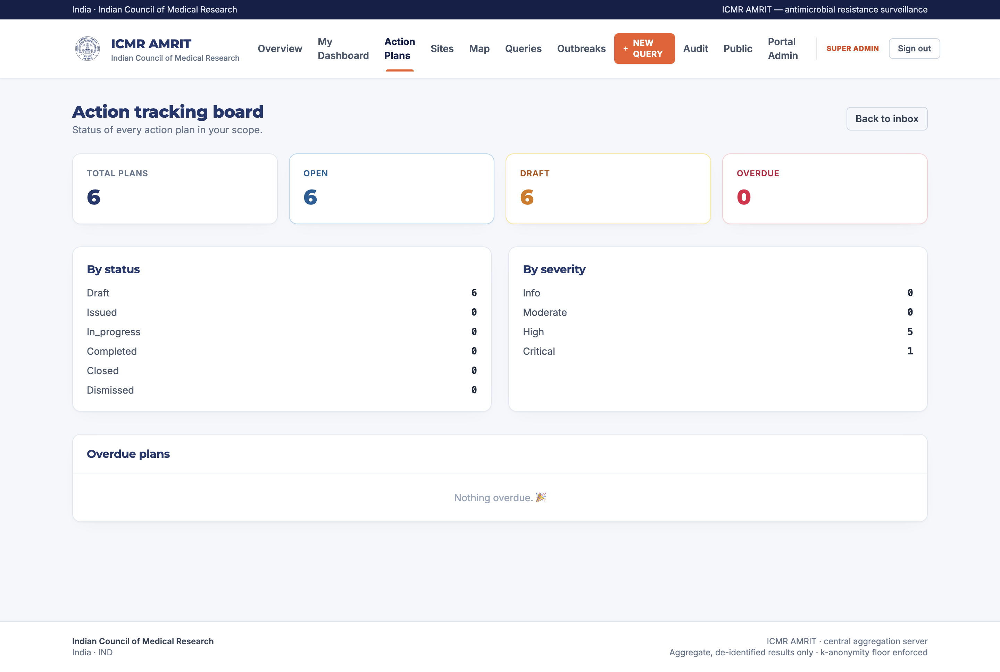 India · Indian Council of Medical Research
ICMR AMRIT — antimicrobial resistance surveillance
ICMR AMRIT
Indian Council of Medical Research
Overview
My Dashboard
Action Plans
Sites
Map
Queries
Outbreaks
+ NEW QUERY
Audit
Public
Portal Admin
SUPER ADMIN
Sign out
Action tracking board
Status of every action plan in your scope.
Back to inbox
TOTAL PLANS
6
OPEN
6
DRAFT
6
OVERDUE
0
By status
Draft 6
Issued 0
In_progress 0
Completed 0
Closed 0
Dismissed 0
By severity
Info 0
Moderate 0
High 5
Critical 1
Overdue plans
Nothing overdue. 🎉
Indian Council of Medical Research
India · IND
ICMR AMRIT · central aggregation server
Aggregate, de-identified results only · k-anonymity floor enforced